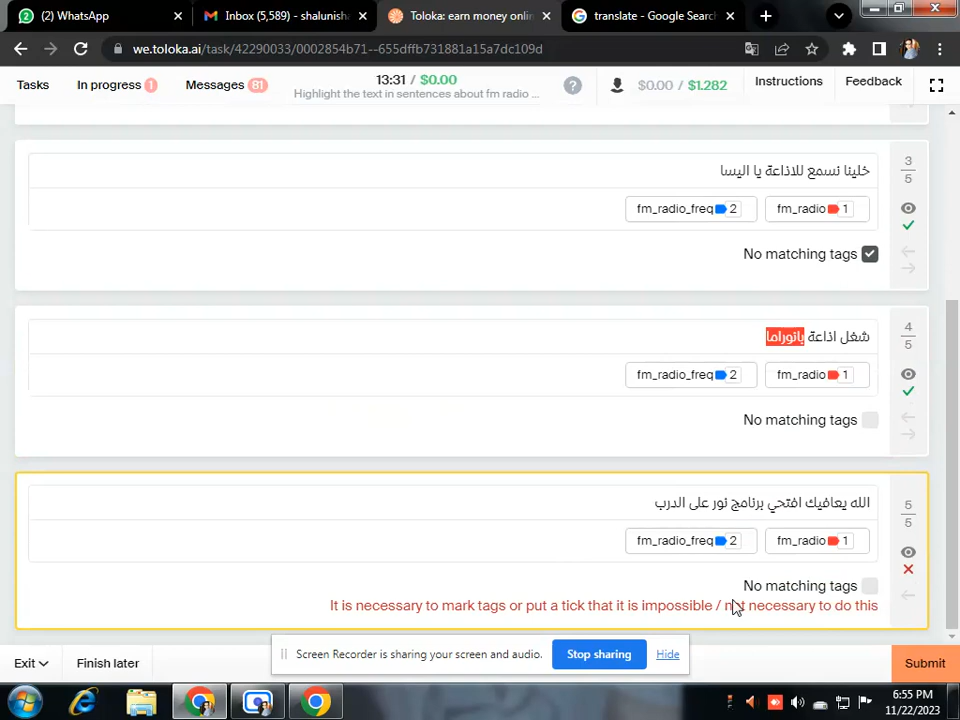 (2) WhatsApp
Inbox (5,589) - shalunisha
Toloka: earn money onlin
translate - Google Searc
we.toloka.ai/task/42290033/0002854b71--655dffb731881a15a7dc109d
Tasks
In progress 1
Messages 81
13:31 / $0.00
Highlight the text in sentences about fm radio ...
?
$0.00 / $1.282
Instructions
Feedback
خلينا نسمع للاذاعة يا اليسا
fm_radio_freq 2
fm_radio 1
No matching tags
3
5
شغل اذاعة بانوراما
fm_radio_freq 2
fm_radio 1
No matching tags
4
5
الله يعافيك افتحي برنامج نور على الدرب
fm_radio_freq 2
fm_radio 1
No matching tags
It is necessary to mark tags or put a tick that it is impossible / not necessary to do this
5
5
Screen Recorder is sharing your screen and audio.
Stop sharing
Hide
Exit
Finish later
Submit
6:55 PM
11/22/2023